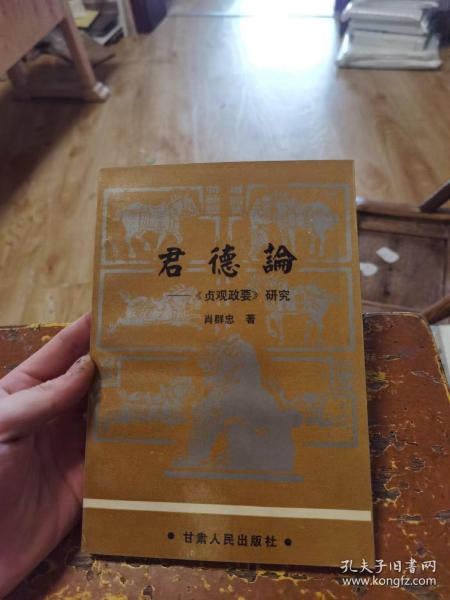 君德論
——《贞观政要》研究
肖群忠 著
·甘肃人民出版社·
孔夫子旧书网
www.kongfz.com